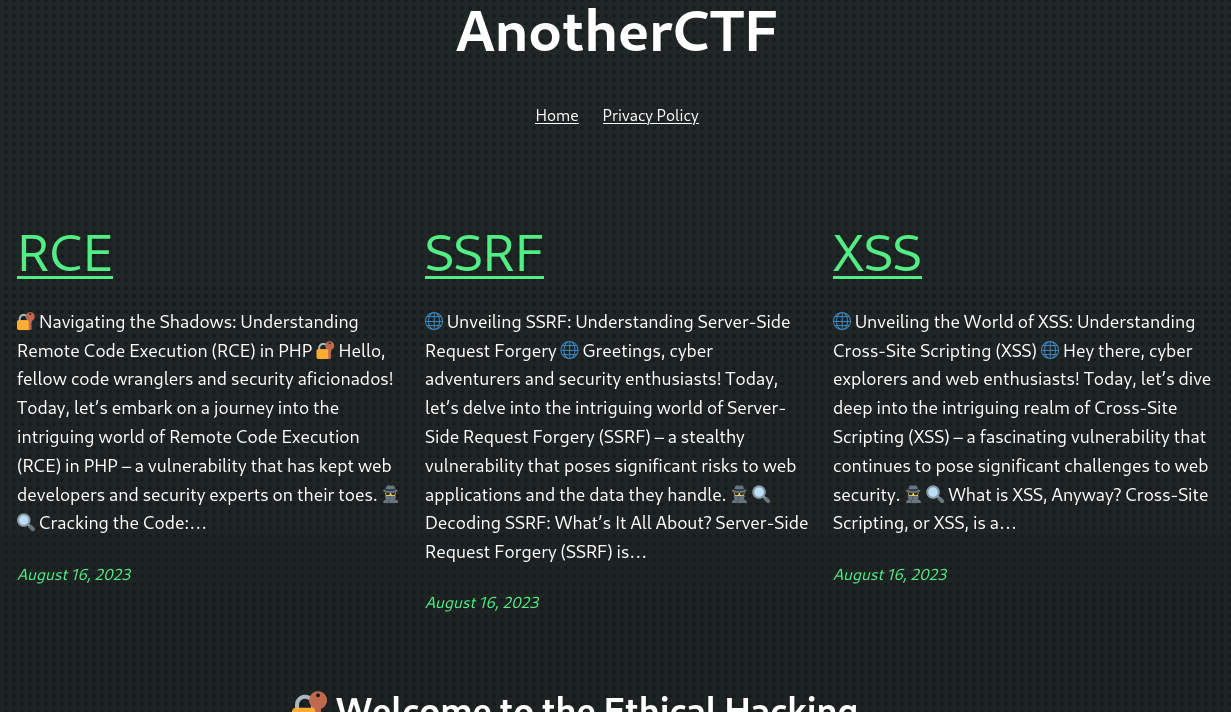 AnotherCTF
Home Privacy Policy
RCE
🔐 Navigating the Shadows: Understanding
Remote Code Execution (RCE) in PHP 🔐 Hello,
fellow code wranglers and security aficionados!
Today, let’s embark on a journey into the
intriguing world of Remote Code Execution
(RCE) in PHP – a vulnerability that has kept web
developers and security experts on their toes. 🕵️
🔍 Cracking the Code:…
August 16, 2023
SSRF
🌐 Unveiling SSRF: Understanding Server-Side
Request Forgery 🌐 Greetings, cyber
adventurers and security enthusiasts! Today,
let’s delve into the intriguing world of Server-
Side Request Forgery (SSRF) – a stealthy
vulnerability that poses significant risks to web
applications and the data they handle. 🕵️🔍
Decoding SSRF: What’s It All About? Server-Side
Request Forgery (SSRF) is…
August 16, 2023
XSS
🌐 Unveiling the World of XSS: Understanding
Cross-Site Scripting (XSS) 🌐 Hey there, cyber
explorers and web enthusiasts! Today, let’s dive
deep into the intriguing realm of Cross-Site
Scripting (XSS) – a fascinating vulnerability that
continues to pose significant challenges to web
security. 🕵️🔍 What is XSS, Anyway? Cross-Site
Scripting, or XSS, is a…
August 16, 2023
🔐 Welcome to the Ethical Hacking